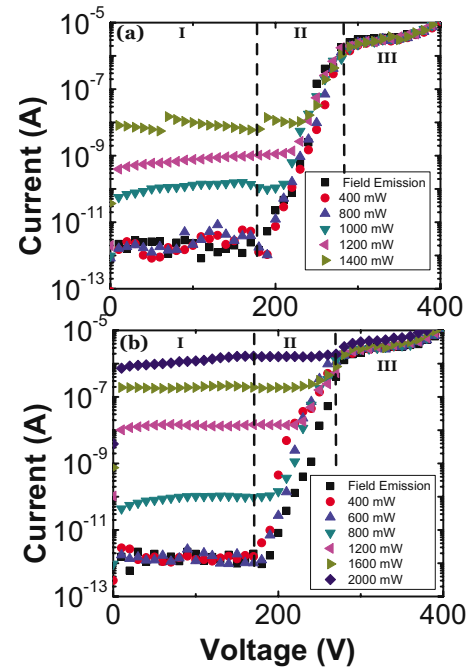 (a) I II III
Current (A)
10^-5
10^-7
10^-9
10^-11
10^-13
Field Emission
400 mW
800 mW
1000 mW
1200 mW
1400 mW
0 200 400
(b) I II III
Current (A)
10^-5
10^-7
10^-9
10^-11
10^-13
Field Emission
400 mW
600 mW
800 mW
1200 mW
1600 mW
2000 mW
0 200 400
Voltage (V)